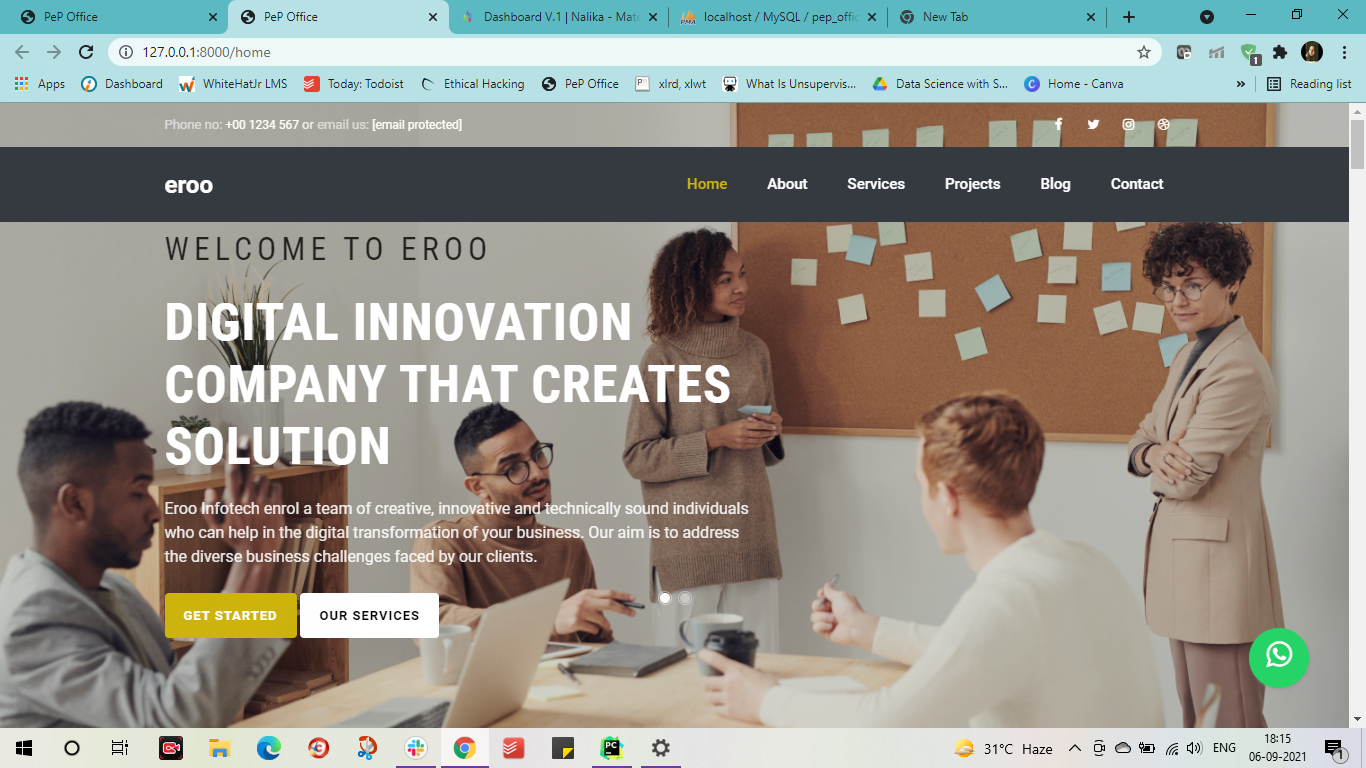 PeP Office
PeP Office
Dashboard V.1 | Nalika - Mate
localhost / MySQL / pep_offic
New Tab
127.0.0.1:8000/home
1
Apps
Dashboard
WhiteHatJr LMS
Today: Todoist
Ethical Hacking
PeP Office
xlrd, xlwt
What Is Unsupervis...
Data Science with S...
Home - Canva
»
Reading list
Phone no: +00 1234 567 or email us: [email protected]
eroo
Home
About
Services
Projects
Blog
Contact
WELCOME TO EROO
DIGITAL INNOVATION
COMPANY THAT CREATES
SOLUTION
Eroo Infotech enrol a team of creative, innovative and technically sound individuals
who can help in the digital transformation of your business. Our aim is to address
the diverse business challenges faced by our clients.
GET STARTED
OUR SERVICES
31°C Haze
ENG
18:15
06-09-2021
1